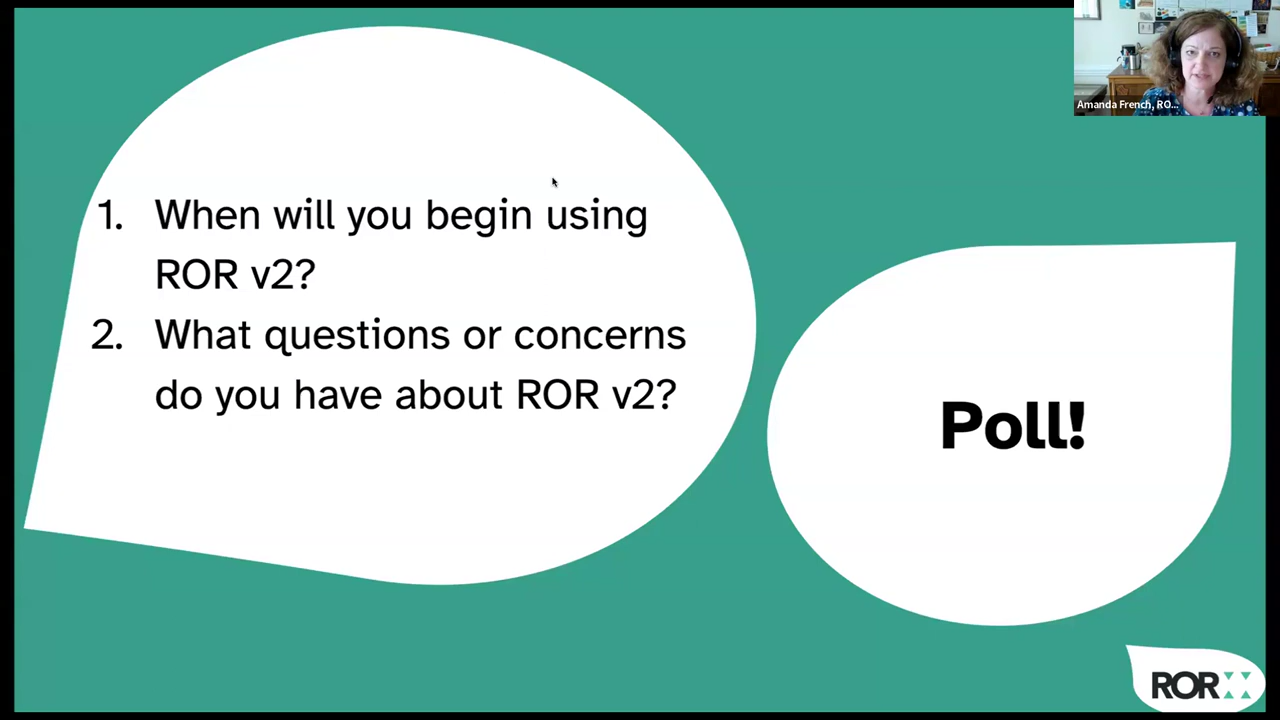 Amanda French, RO...
1. When will you begin using
ROR v2?
2. What questions or concerns
do you have about ROR v2?
Poll!
ROR